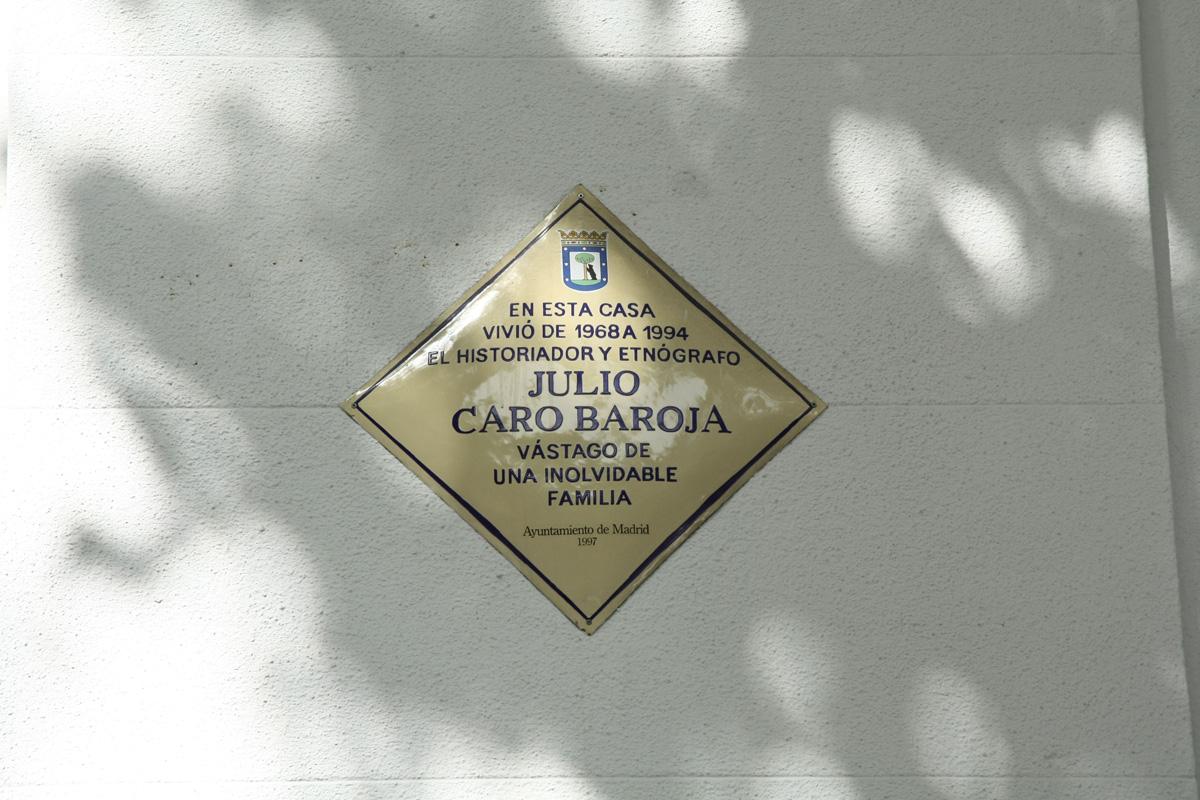 EN ESTA CASA
VIVIÓ DE 1968 A 1994
EL HISTORIADOR Y ETNÓGRAFO
JULIO
CARO BAROJA
VÁSTAGO DE
UNA INOLVIDABLE
FAMILIA
Ayuntamiento de Madrid
1997